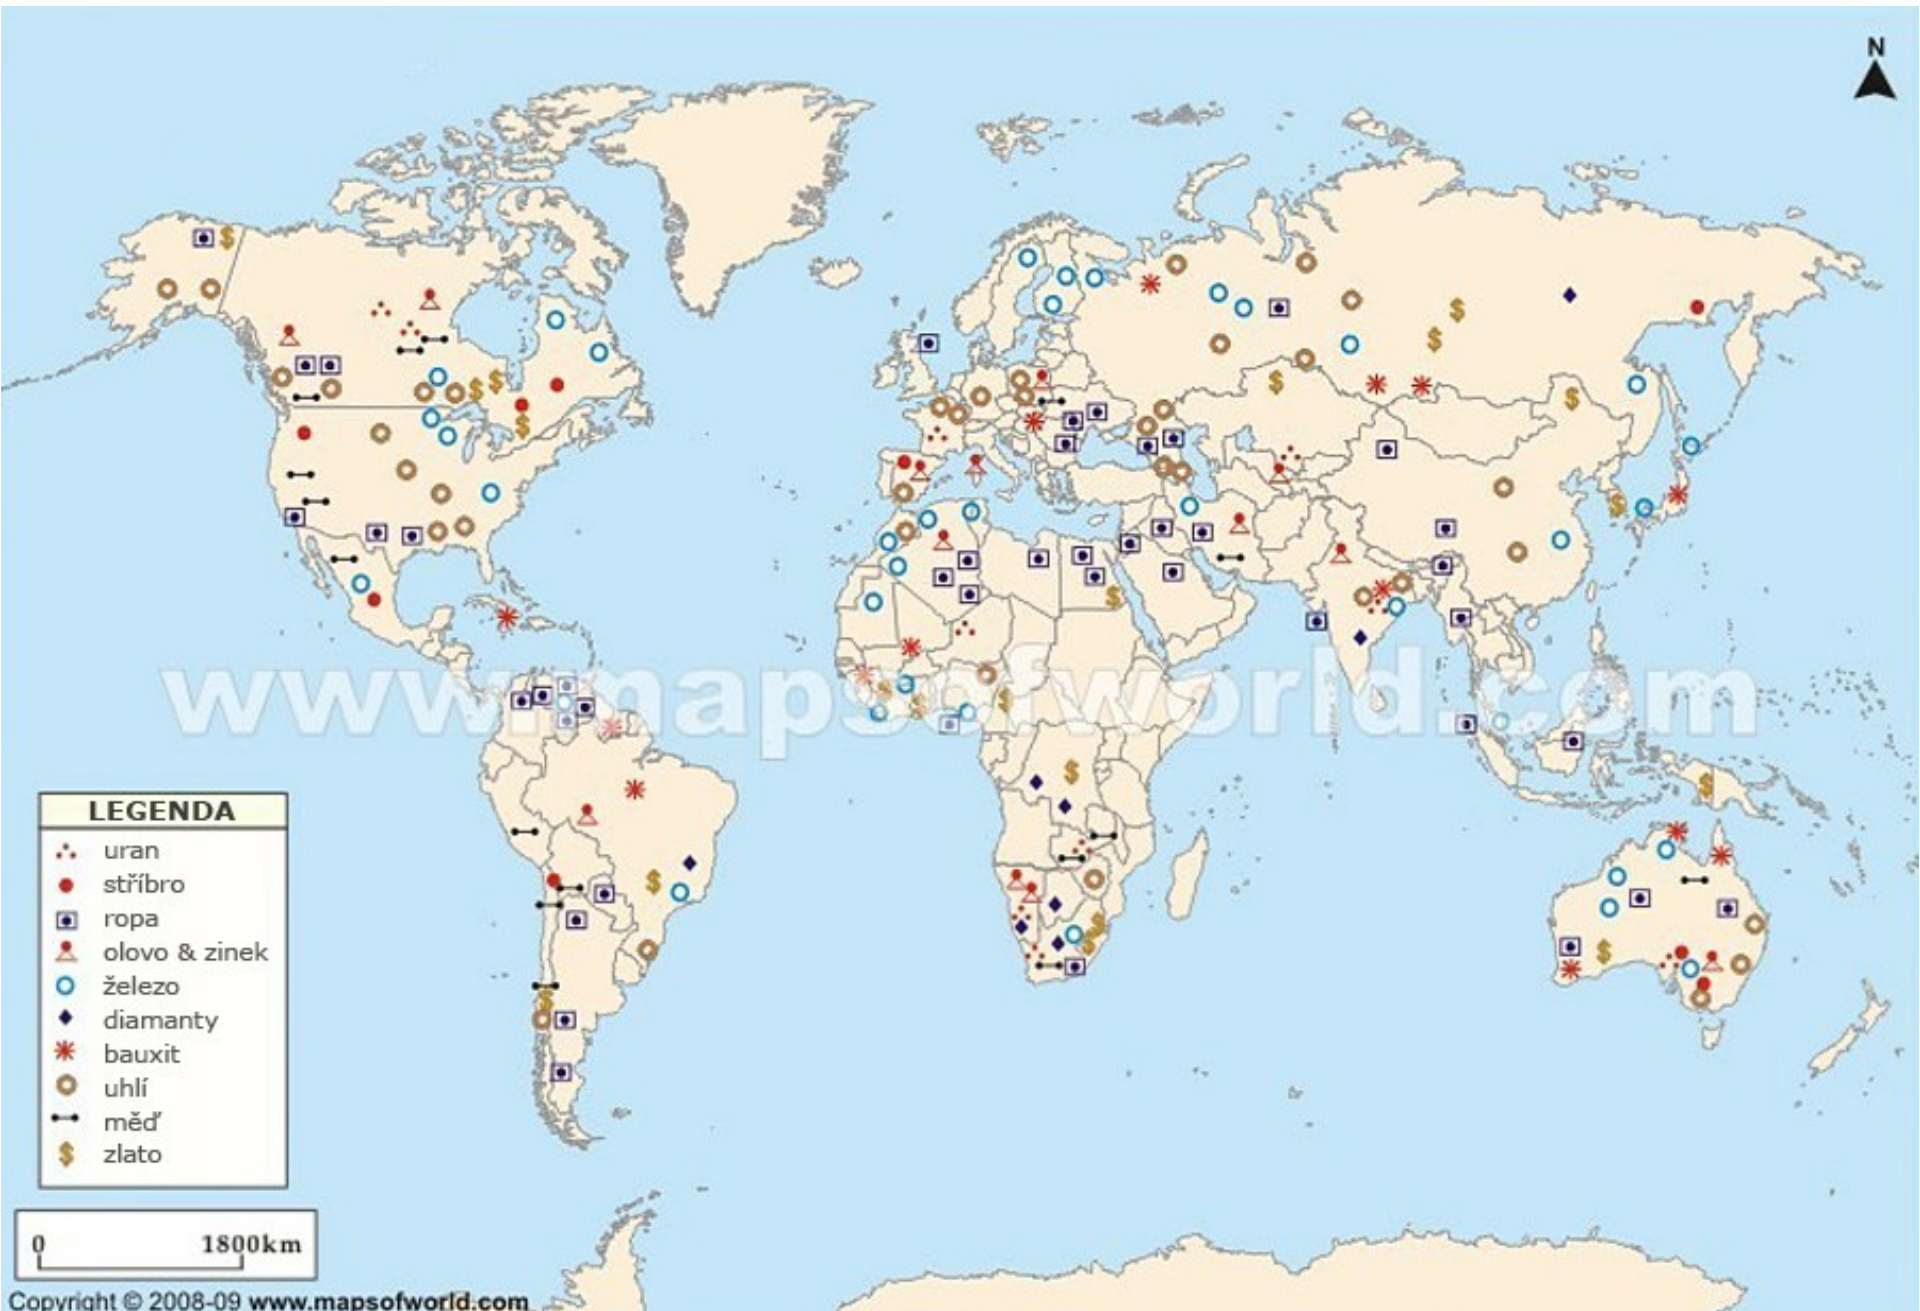 N
www.mapsofworld.com
LEGENDA
uran
stříbro
ropa
olovo & zinek
železo
diamanty
bauxit
uhlí
měď
zlato
0 1800km
Copyright © 2008-09 www.mapsofworld.com